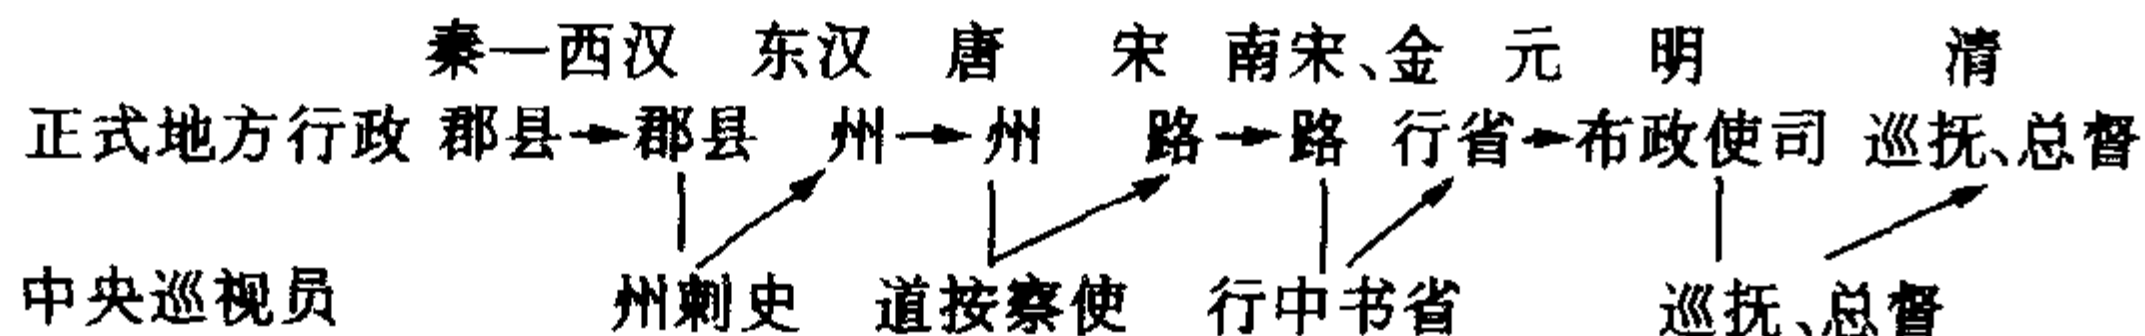 秦—西汉 东汉 唐 宋 南宋、金 元 明 清
正式地方行政 郡县→郡县 州→州 路→路 行省→布政使司 巡抚、总督
中央巡视员 州刺史 道按察使 行中书省 巡抚、总督